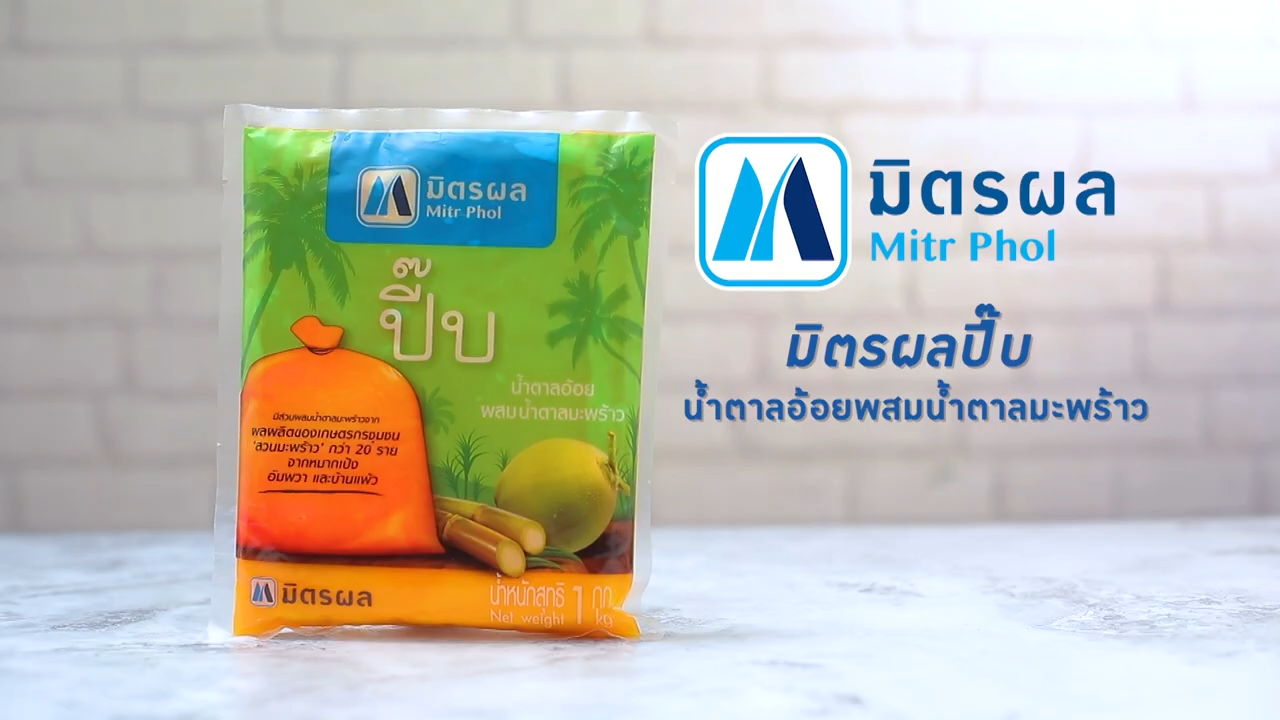 มิตรผล
Mitr Phol
ปี๊บ
น้ำตาลอ้อย
ผสมน้ำตาลมะพร้าว
มีส่วนผสมน้ำตาลมะพร้าวจาก
ผลผลิตของเกษตรกรชุมชน
'สวนมะพร้าว' กว่า 20 ราย
จากหมากเป้ง
อัมพวา และบ้านแพ้ว
มิตรผล
น้ำหนักสุทธิ 1 กก.
Net weight kg
มิตรผล
Mitr Phol
มิตรผลปี๊บ
น้ำตาลอ้อยผสมน้ำตาลมะพร้าว